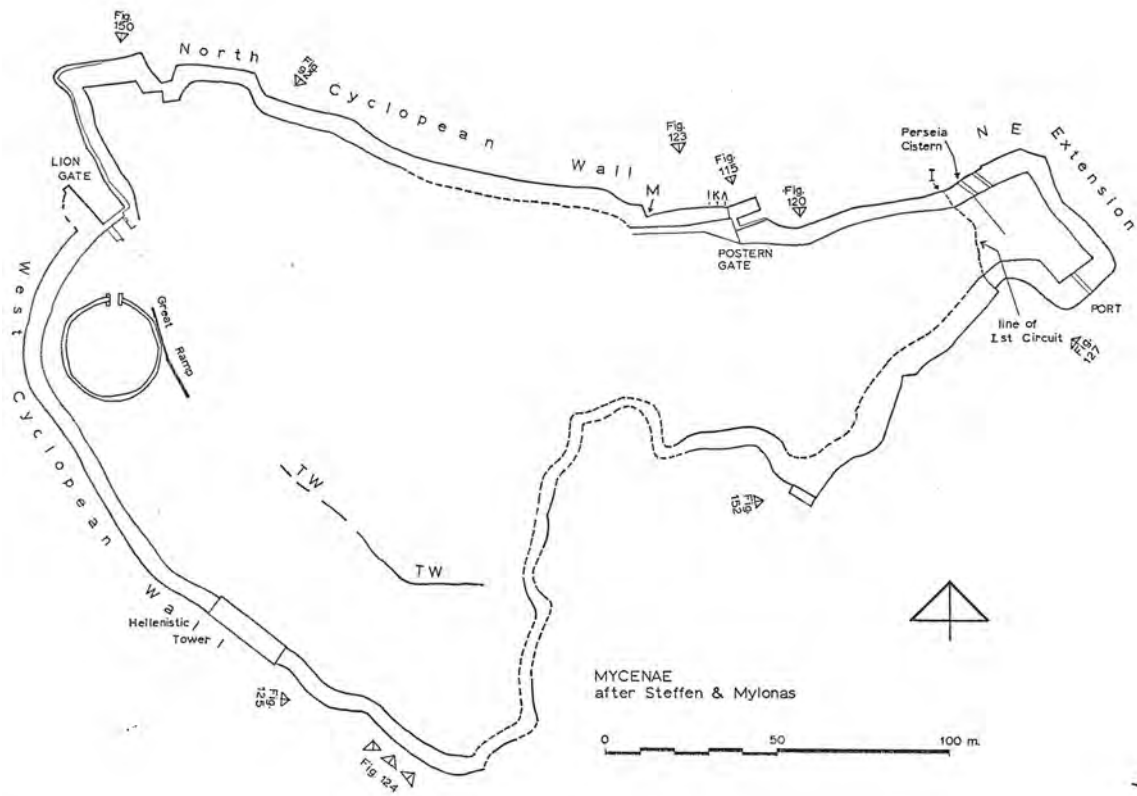 Fig. 150
North Cyclopean Wall
Fig. 92
Fig. 123
Fig. 115
Fig. 120
Perseia
Cistern
N E Extension
I
M
LION
GATE
POSTERN
GATE
PORT
line of
1st Circuit
Fig. 127
Great Ramp
West Cyclopean Wall
TW
TW
Fig. 152
Hellenistic
Tower
Fig. 125
Fig. 124
MYCENAE
after Steffen & Mylonas
0 50 100 m.